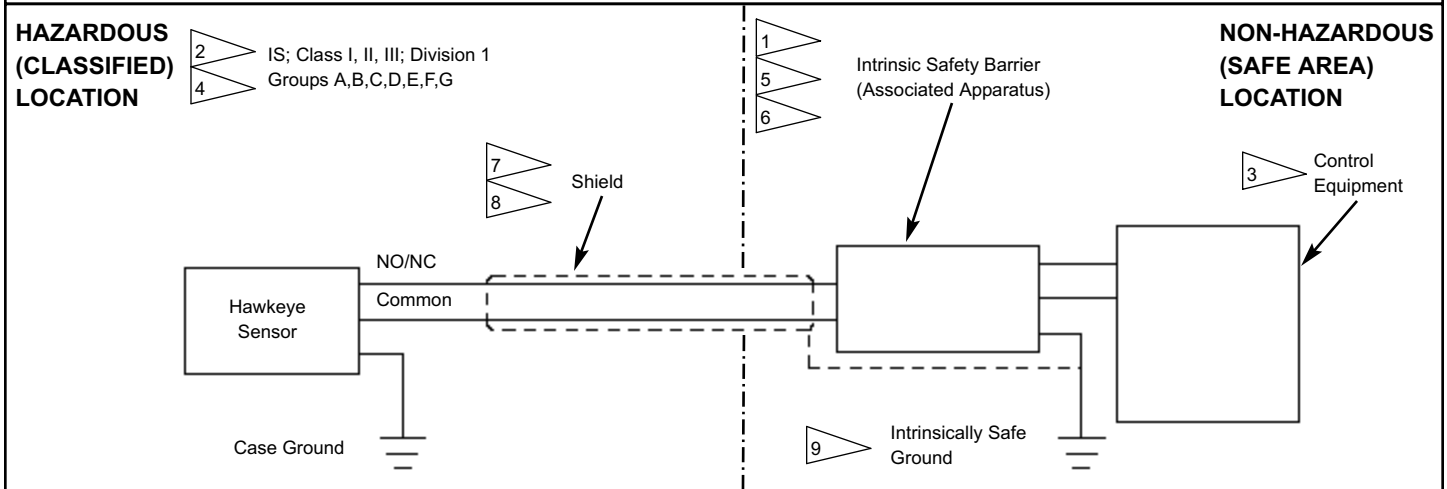 HAZARDOUS
(CLASSIFIED)
LOCATION
2
4
IS; Class I, II, III; Division 1
Groups A,B,C,D,E,F,G
1
5
6
Intrinsic Safety Barrier
(Associated Apparatus)
NON-HAZARDOUS
(SAFE AREA)
LOCATION
7
8
Shield
3
Control
Equipment
NO/NC
Common
Hawkeye
Sensor
Case Ground
9
Intrinsically Safe
Ground